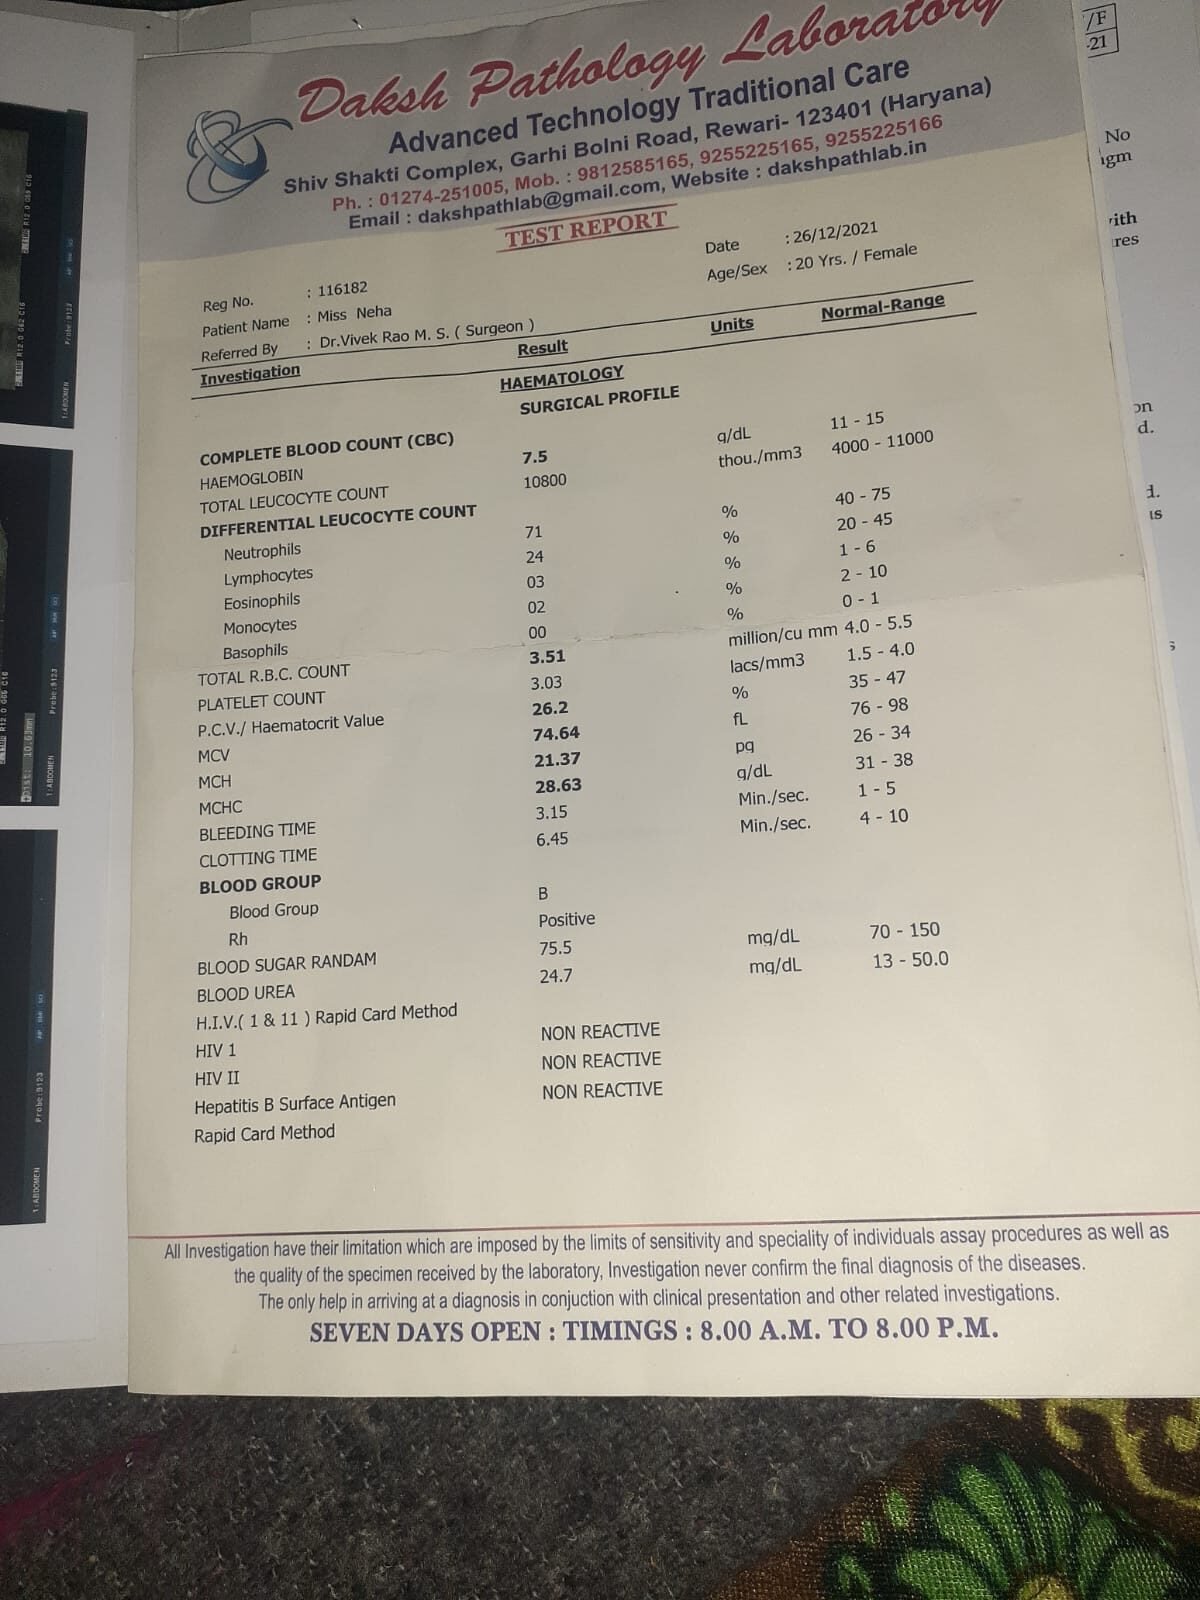 Daksh Pathology Laboratory
Advanced Technology Traditional Care
Shiv Shakti Complex, Garhi Bolni Road, Rewari- 123401 (Haryana)
Ph. : 01274-251005, Mob. : 9812585165, 9255225165, 9255225166
Email : dakshpathlab@gmail.com, Website : dakshpathlab.in
TEST REPORT
Reg No. : 116182 Date : 26/12/2021
Patient Name : Miss Neha Age/Sex : 20 Yrs. / Female
Referred By : Dr.Vivek Rao M. S. ( Surgeon )
Investigation Result Units Normal-Range
HAEMATOLOGY
SURGICAL PROFILE
COMPLETE BLOOD COUNT (CBC)
HAEMOGLOBIN 7.5 g/dL 11 - 15
TOTAL LEUCOCYTE COUNT 10800 thou./mm3 4000 - 11000
DIFFERENTIAL LEUCOCYTE COUNT
Neutrophils 71 % 40 - 75
Lymphocytes 24 % 20 - 45
Eosinophils 03 % 1 - 6
Monocytes 02 % 2 - 10
Basophils 00 % 0 - 1
TOTAL R.B.C. COUNT 3.51 million/cu mm 4.0 - 5.5
PLATELET COUNT 3.03 lacs/mm3 1.5 - 4.0
P.C.V./ Haematocrit Value 26.2 % 35 - 47
MCV 74.64 fL 76 - 98
MCH 21.37 pg 26 - 34
MCHC 28.63 g/dL 31 - 38
BLEEDING TIME 3.15 Min./sec. 1 - 5
CLOTTING TIME 6.45 Min./sec. 4 - 10
BLOOD GROUP
Blood Group B
Rh Positive
BLOOD SUGAR RANDAM 75.5 mg/dL 70 - 150
BLOOD UREA 24.7 mg/dL 13 - 50.0
H.I.V.( 1 & 11 ) Rapid Card Method
HIV 1 NON REACTIVE
HIV II NON REACTIVE
Hepatitis B Surface Antigen NON REACTIVE
Rapid Card Method
All Investigation have their limitation which are imposed by the limits of sensitivity and speciality of individuals assay procedures as well as
the quality of the specimen received by the laboratory, Investigation never confirm the final diagnosis of the diseases.
The only help in arriving at a diagnosis in conjuction with clinical presentation and other related investigations.
SEVEN DAYS OPEN : TIMINGS : 8.00 A.M. TO 8.00 P.M.
/F
-21
No
1:ABDOMEN
Probe:9123
1:ABDOMEN
Probe:9123
1:ABDOMEN
Probe:9123